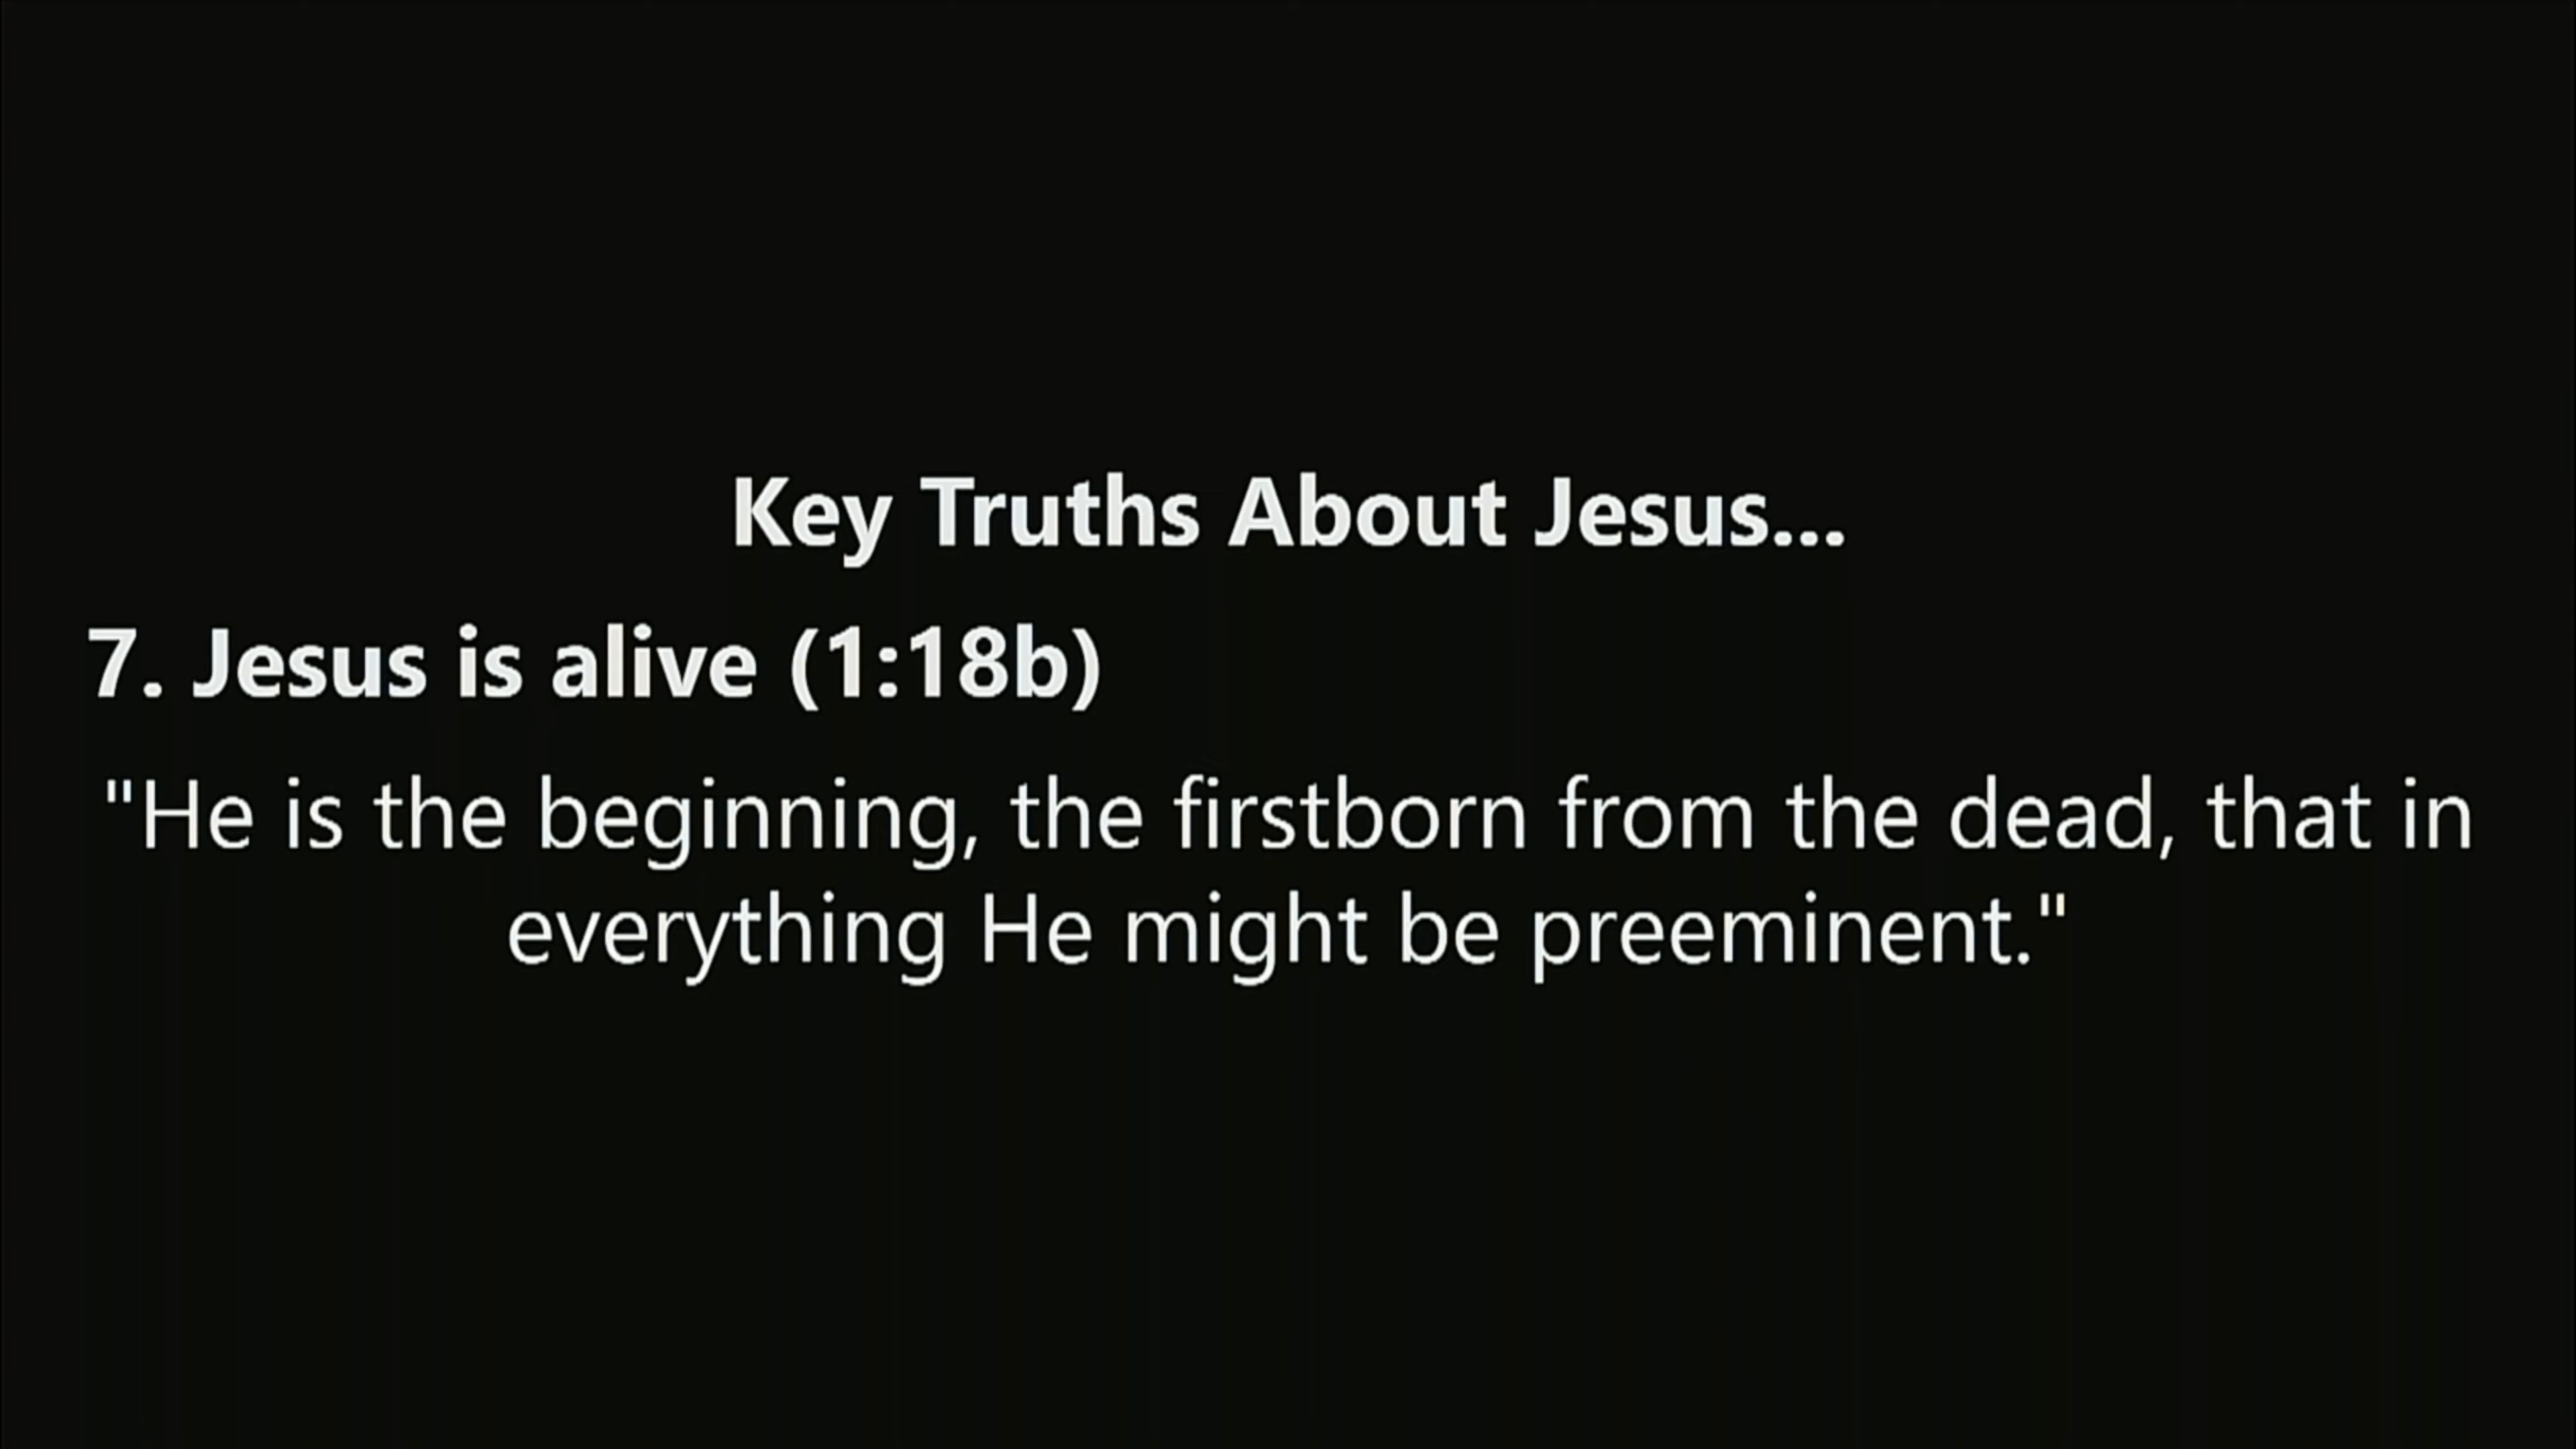 Key Truths About Jesus...
7. Jesus is alive (1:18b)
"He is the beginning, the firstborn from the dead, that in
everything He might be preeminent."